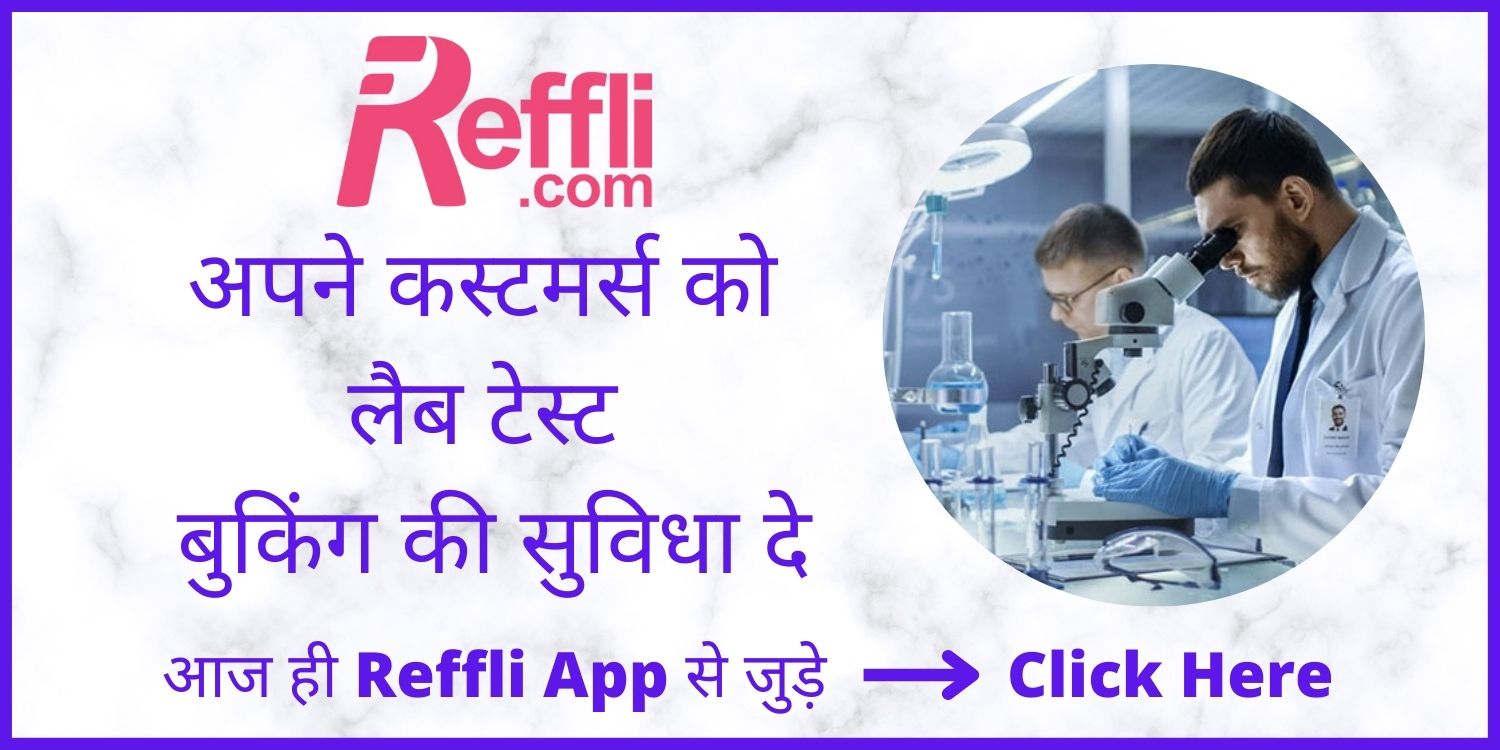 Reffli
.com
अपने कस्टमर्स को
लैब टेस्ट
बुकिंग की सुविधा दे
आज ही Reffli App से जुड़े → Click Here